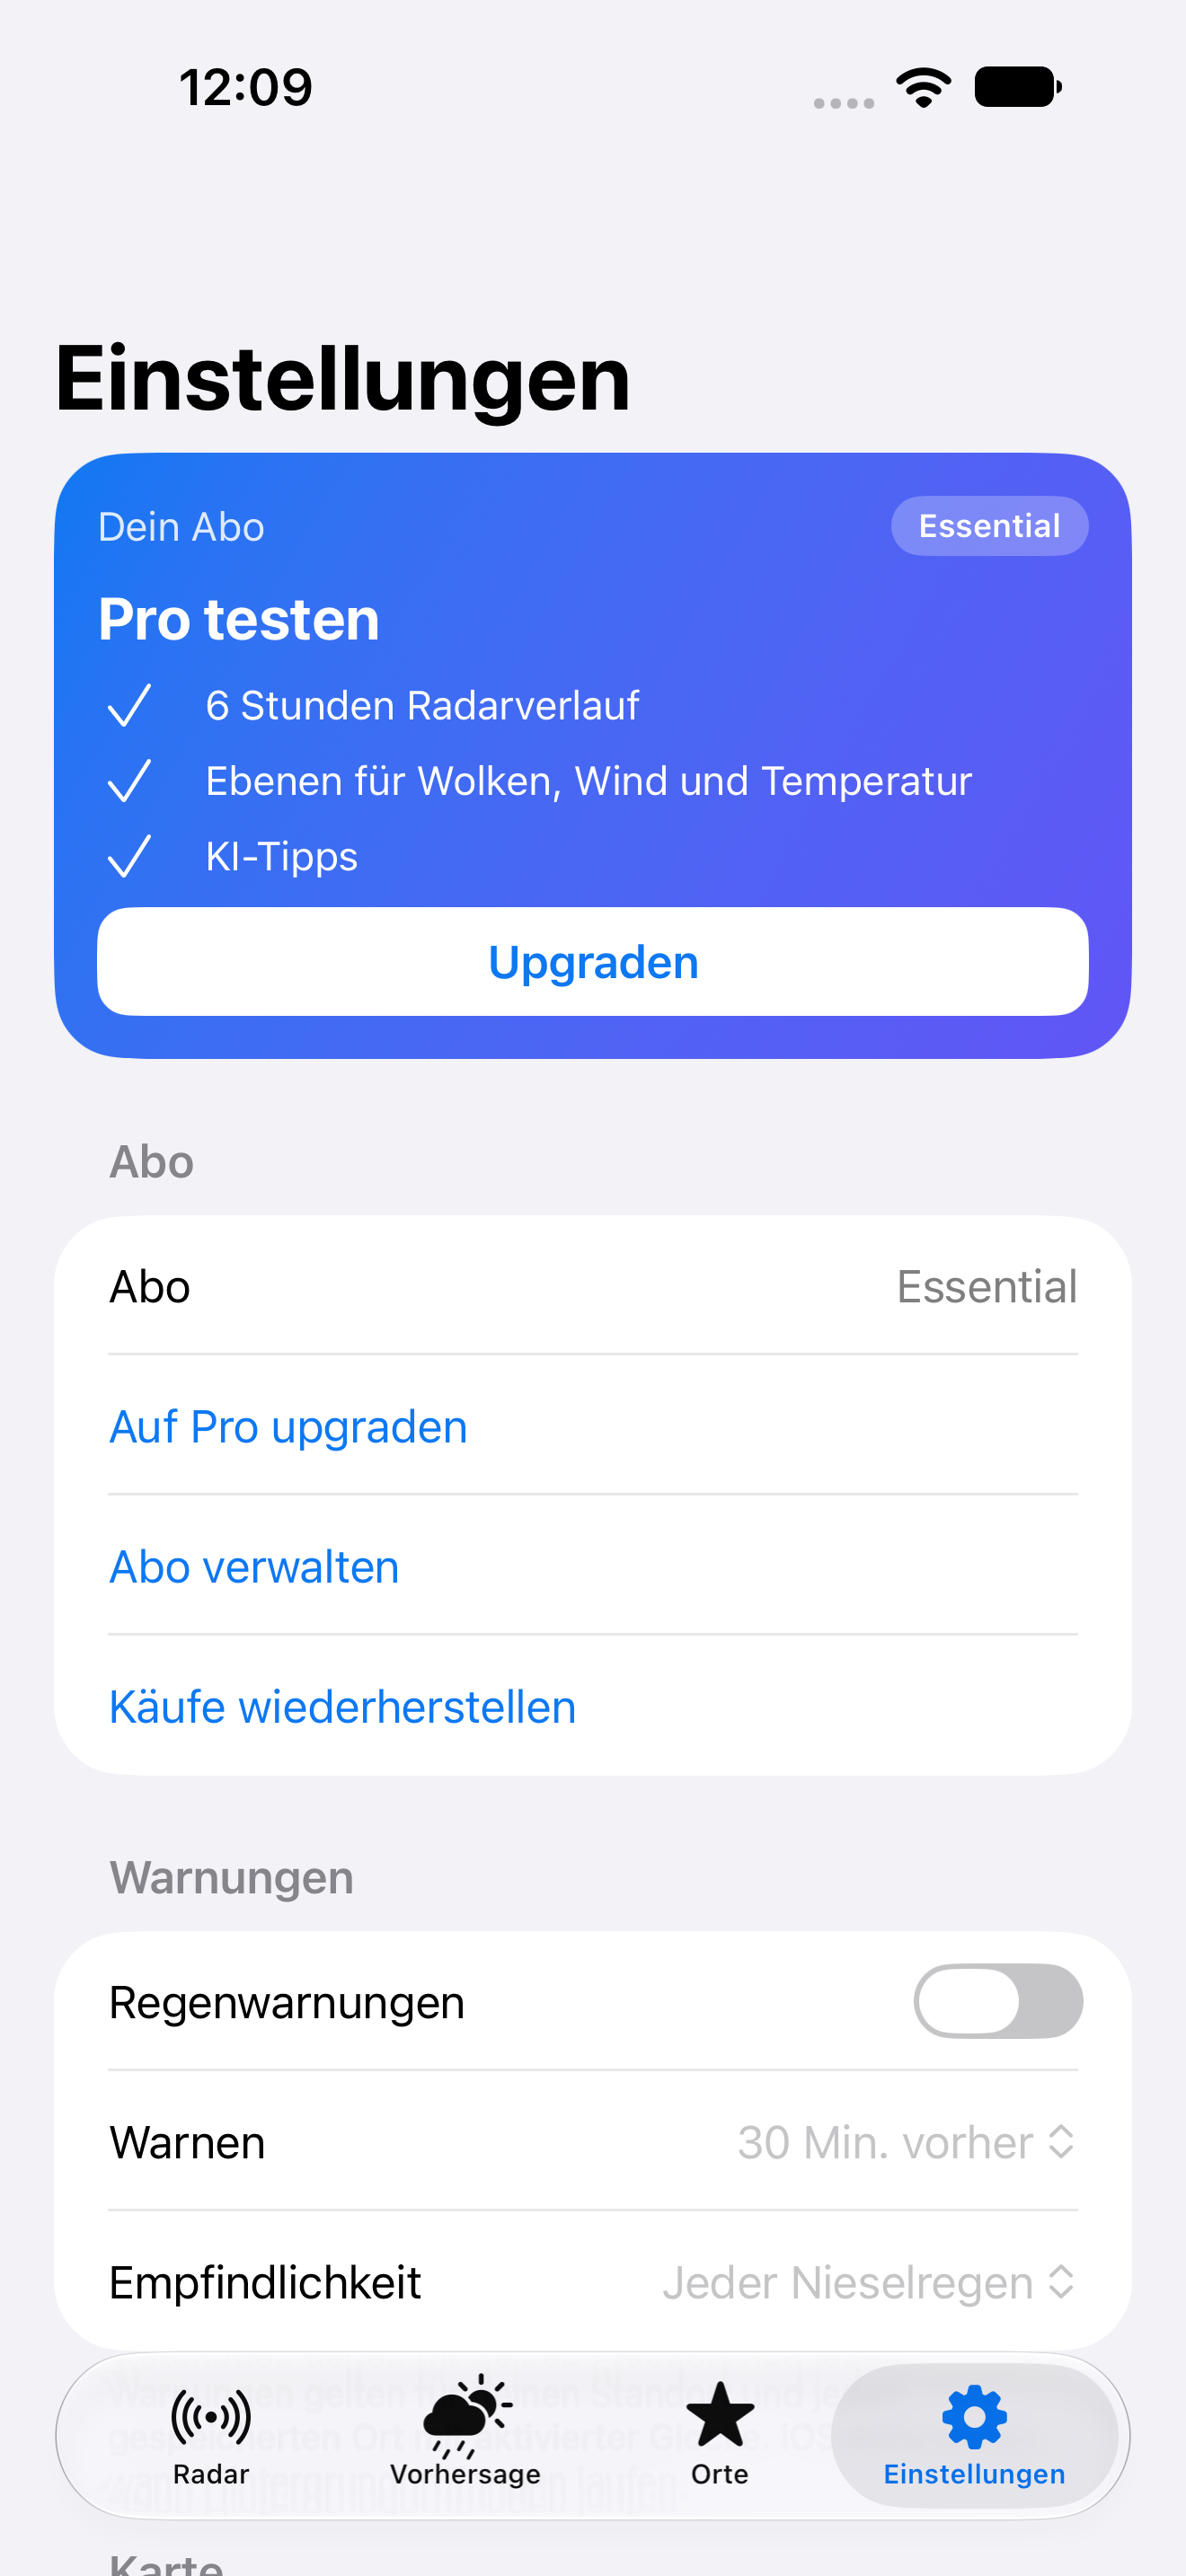 12:09
Einstellungen
Dein Abo
Essential
Pro testen
6 Stunden Radarverlauf
Ebenen für Wolken, Wind und Temperatur
KI-Tipps
Upgraden
Abo
Abo
Essential
Auf Pro upgraden
Abo verwalten
Käufe wiederherstellen
Warnungen
Regenwarnungen
Warnen
30 Min. vorher
Empfindlichkeit
Jeder Nieselregen
Radar
Vorhersage
Orte
Einstellungen
Karte